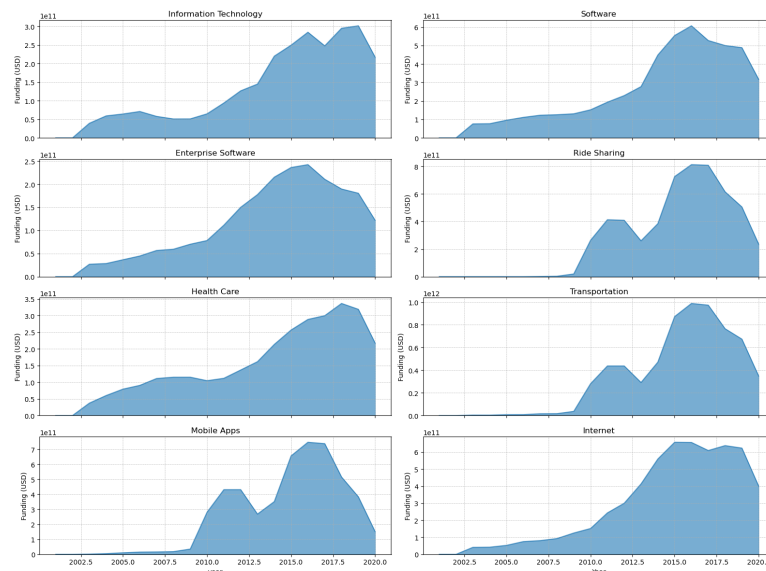 Information Technology
1e11
Funding (USD)
3.0
2.5
2.0
1.5
1.0
0.5
0.0
Software
1e11
Funding (USD)
6
5
4
3
2
1
0
Enterprise Software
1e11
Funding (USD)
2.5
2.0
1.5
1.0
0.5
0.0
Ride Sharing
1e11
Funding (USD)
8
6
4
2
0
Health Care
1e11
Funding (USD)
3.5
3.0
2.5
2.0
1.5
1.0
0.5
0.0
Transportation
1e12
Funding (USD)
1.0
0.8
0.6
0.4
0.2
0.0
Mobile Apps
1e11
Funding (USD)
7
6
5
4
3
2
1
0
2002.5 2005.0 2007.5 2010.0 2012.5 2015.0 2017.5 2020.0
Internet
1e11
Funding (USD)
6
5
4
3
2
1
0
2002.5 2005.0 2007.5 2010.0 2012.5 2015.0 2017.5 2020.
Year